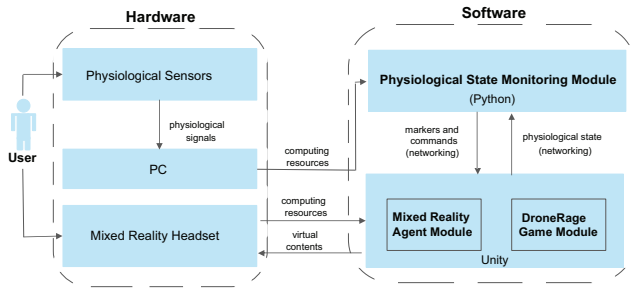 Hardware
Software
Physiological Sensors
Physiological State Monitoring Module
(Python)
User
physiological
signals
computing
resources
markers and
commands
(networking)
physiological state
(networking)
PC
computing
resources
Mixed Reality Headset
virtual
contents
Mixed Reality
Agent Module
DroneRage
Game Module
Unity